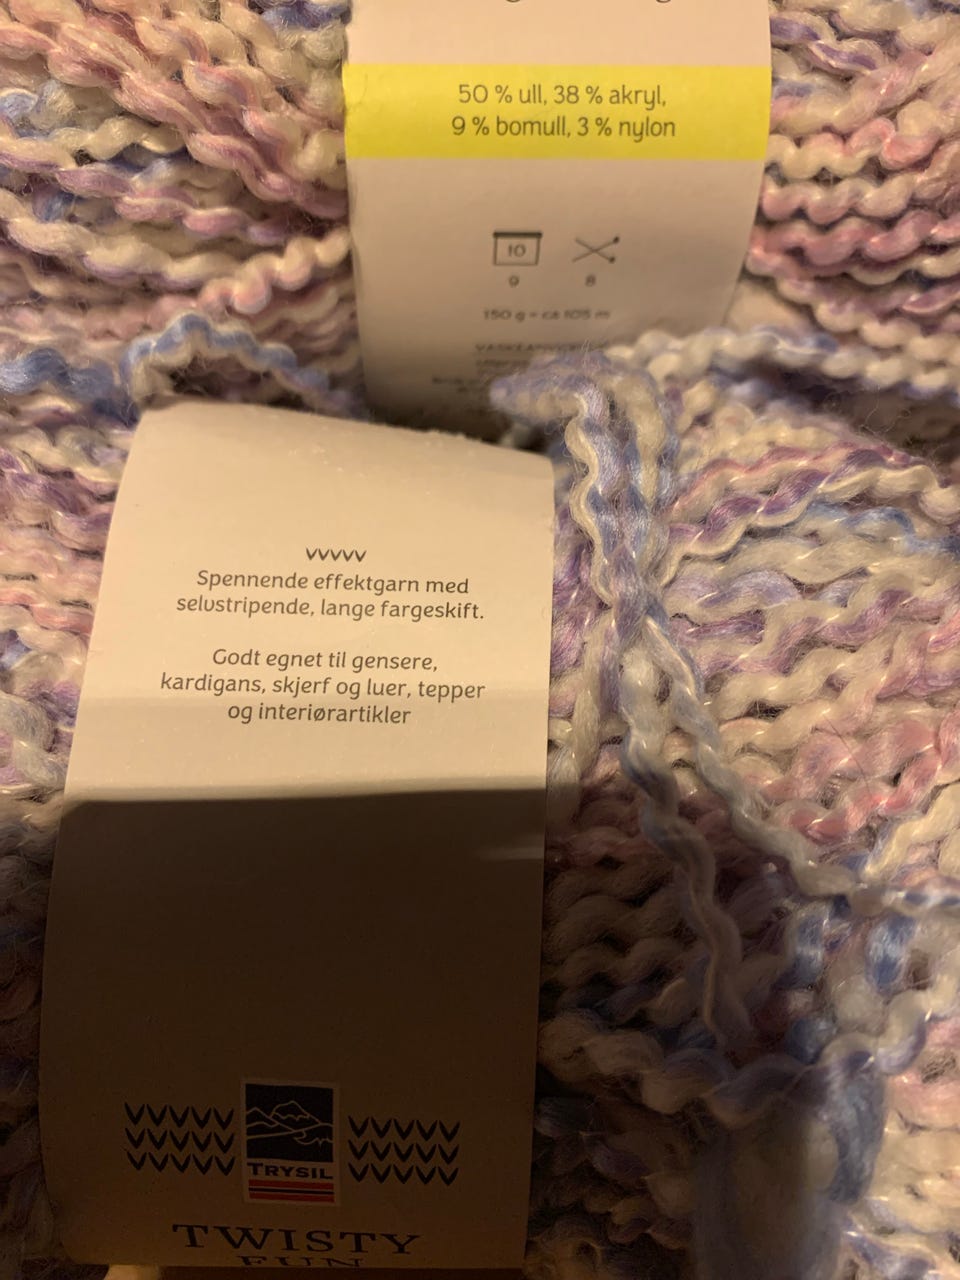 50 % ull, 38 % akryl,
9 % bomull, 3 % nylon
10
9 8
150 g = ca 105 m
Spennende effektgarn med
selvstripende, lange fargeskift.
Godt egnet til gensere,
kardigans, skjerf og luer, tepper
og interiørartikler
TRYSIL
TWISTY
FUN